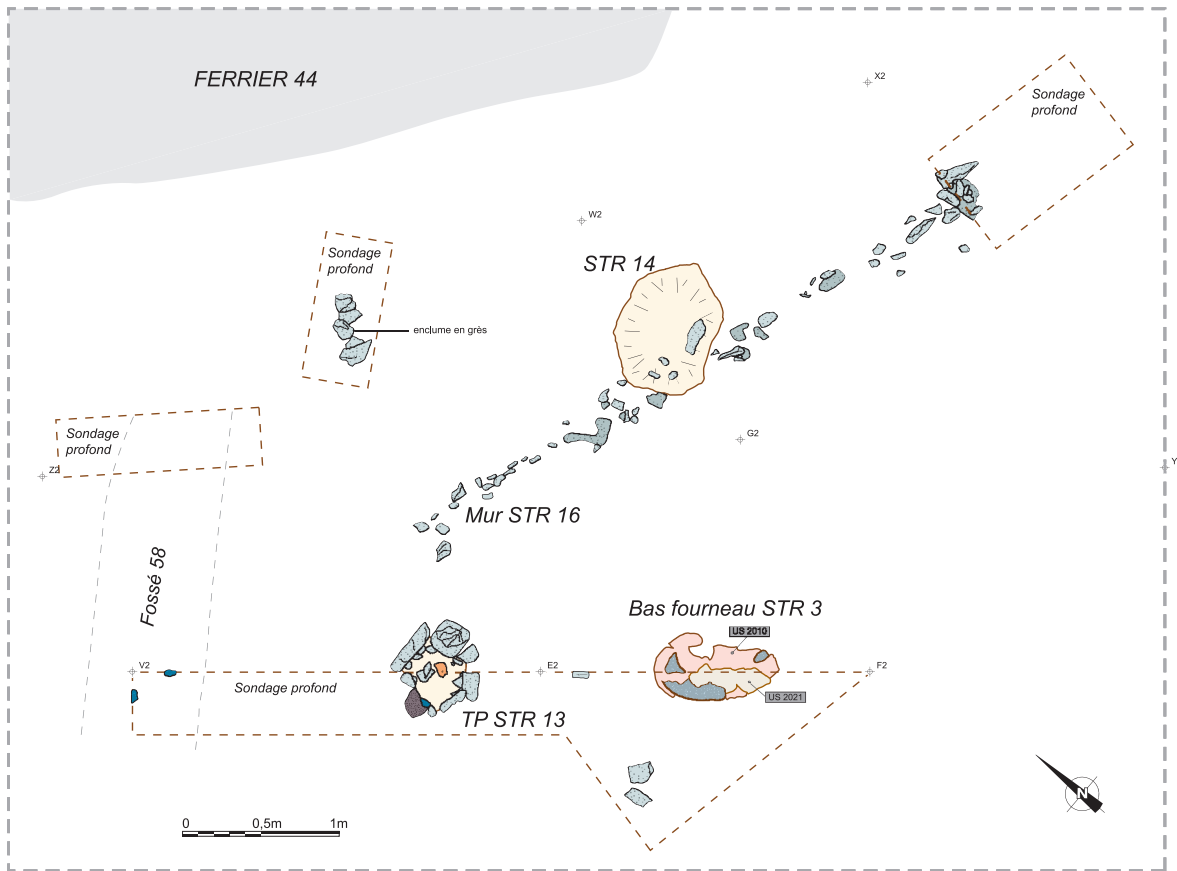 FERRIER 44
X2
Sondage
profond
W2
Sondage
profond
STR 14
enclume en grès
Sondage
profond
G2
Z2
Y
Mur STR 16
Fossé 58
Bas fourneau STR 3
US 2010
V2
E2
F2
Sondage profond
US 2021
TP STR 13
N
0 0,5m 1m